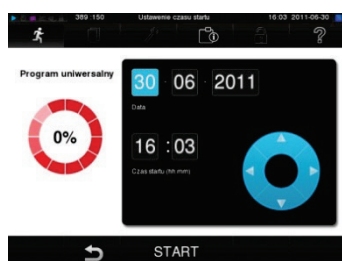 389 150 Ustawienie czasu startu 16:03 2011-06-30
?
Program uniwersalny
30 . 06 . 2011
Data
0%
16 : 03
Czas startu (hh mm)
START